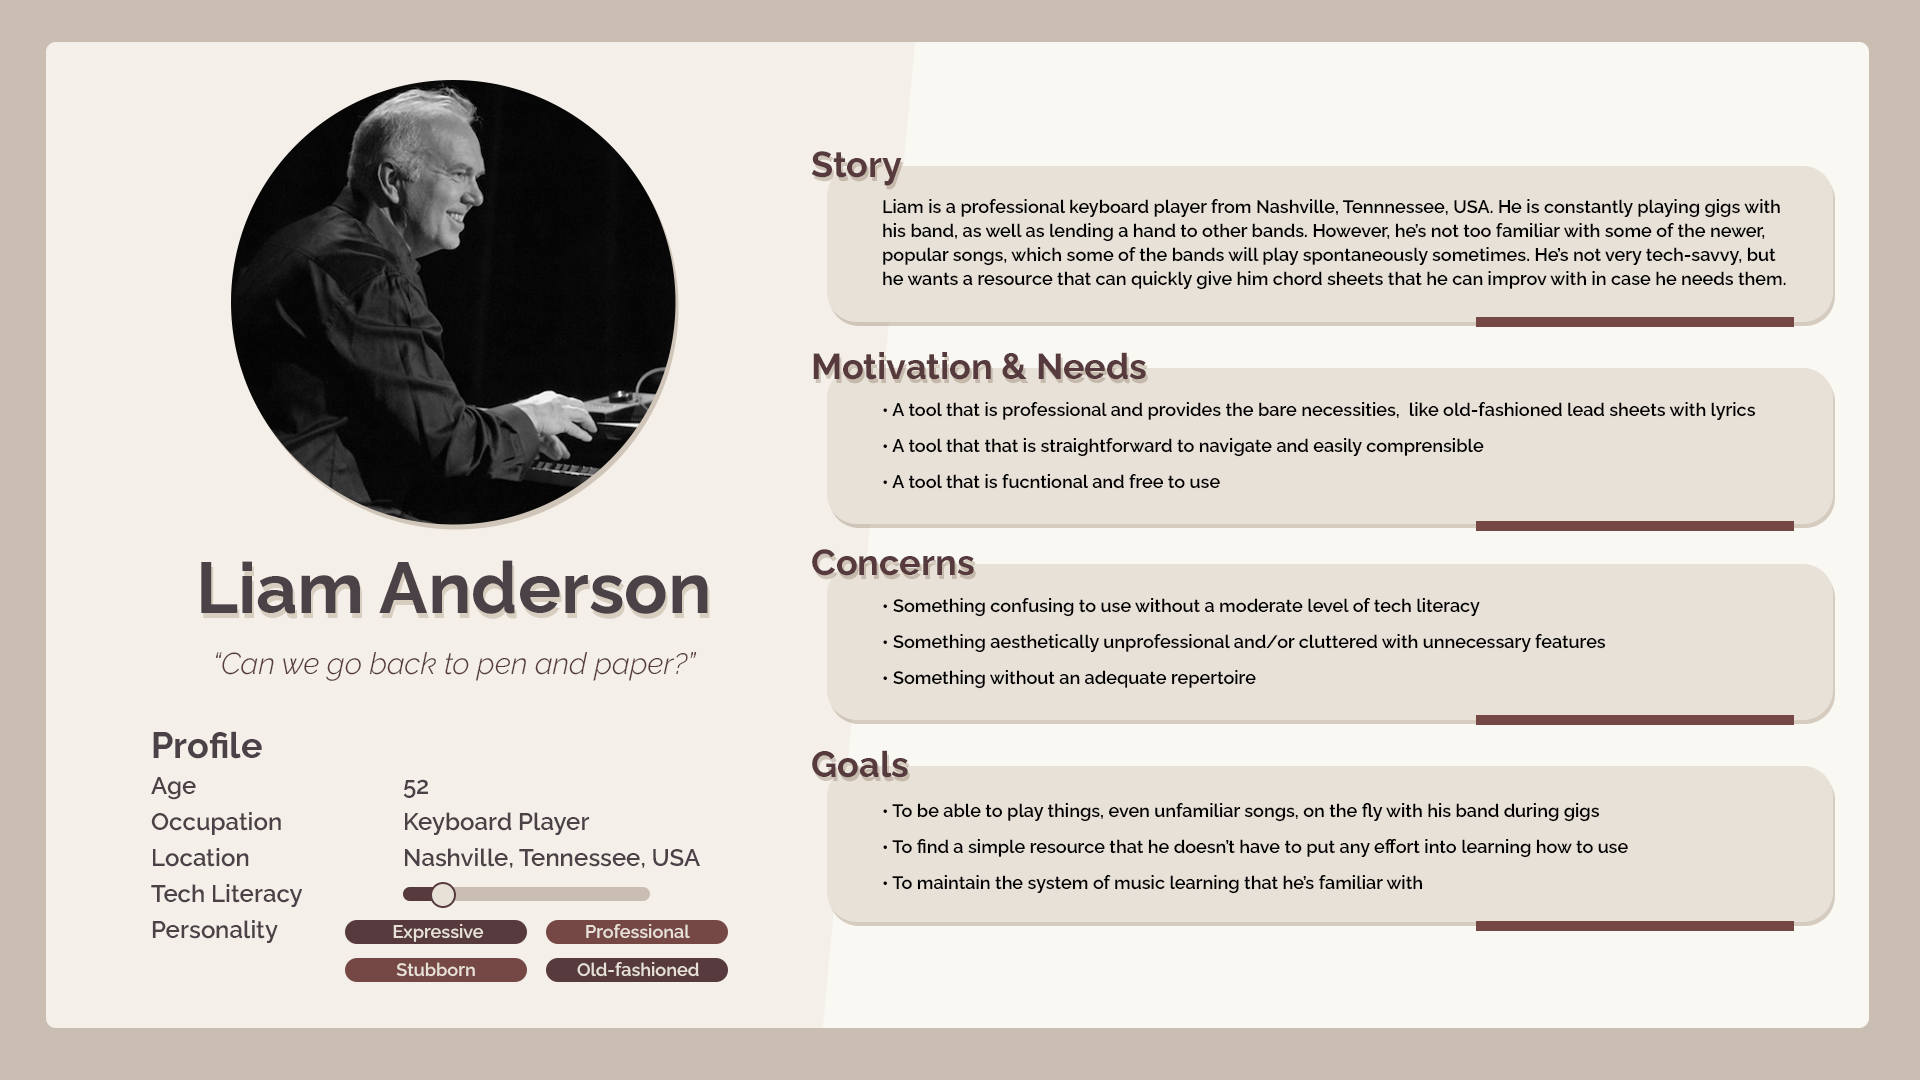 Liam Anderson
“Can we go back to pen and paper?”
Profile
Age 52
Occupation Keyboard Player
Location Nashville, Tennessee, USA
Tech Literacy
Personality Expressive Professional
Stubborn Old-fashioned
Story
Liam is a professional keyboard player from Nashville, Tennnessee, USA. He is constantly playing gigs with
his band, as well as lending a hand to other bands. However, he’s not too familiar with some of the newer,
popular songs, which some of the bands will play spontaneously sometimes. He’s not very tech-savvy, but
he wants a resource that can quickly give him chord sheets that he can improv with in case he needs them.
Motivation & Needs
• A tool that is professional and provides the bare necessities,  like old-fashioned lead sheets with lyrics
• A tool that that is straightforward to navigate and easily comprensible
• A tool that is fucntional and free to use
Concerns
• Something confusing to use without a moderate level of tech literacy
• Something aesthetically unprofessional and/or cluttered with unnecessary features
• Something without an adequate repertoire
Goals
• To be able to play things, even unfamiliar songs, on the fly with his band during gigs
• To find a simple resource that he doesn’t have to put any effort into learning how to use
• To maintain the system of music learning that he’s familiar with